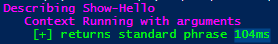 Describing Show-Hello
Context Running with arguments
[+] returns standard phrase 104ms